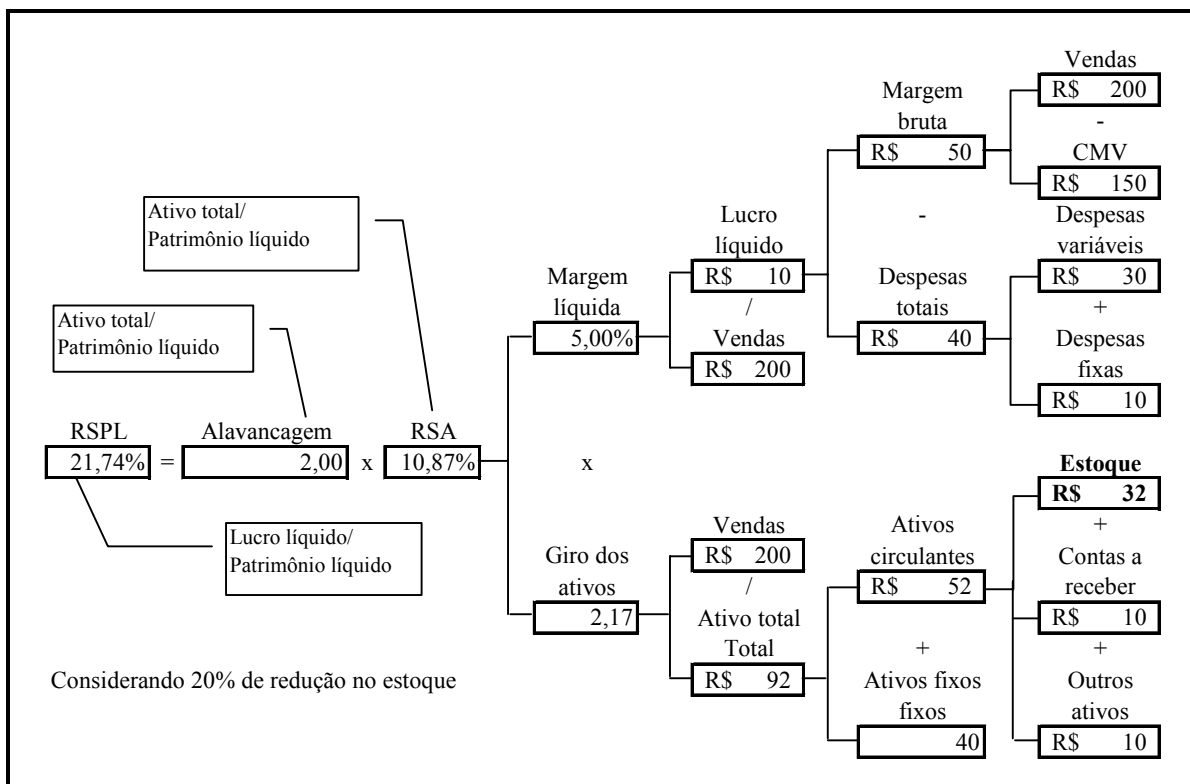 Vendas
R$ 200
-
CMV
R$ 150
Margem
bruta
R$ 50
-
Despesas
totais
R$ 40
Despesas
variáveis
R$ 30
+
Despesas
fixas
R$ 10
Lucro
líquido
R$ 10
/
Vendas
R$ 200
Margem
líquida
5,00%
Ativo total/
Patrimônio líquido
Ativo total/
Patrimônio líquido
RSPL
21,74%
=
Alavancagem
2,00
x
RSA
10,87%
x
Lucro líquido/
Patrimônio líquido
Giro dos
ativos
2,17
Vendas
R$ 200
/
Ativo total
Total
R$ 92
Ativos
circulantes
R$ 52
+
Ativos fixos
fixos
40
Estoque
R$ 32
+
Contas a
receber
R$ 10
+
Outros
ativos
R$ 10
Considerando 20% de redução no estoque